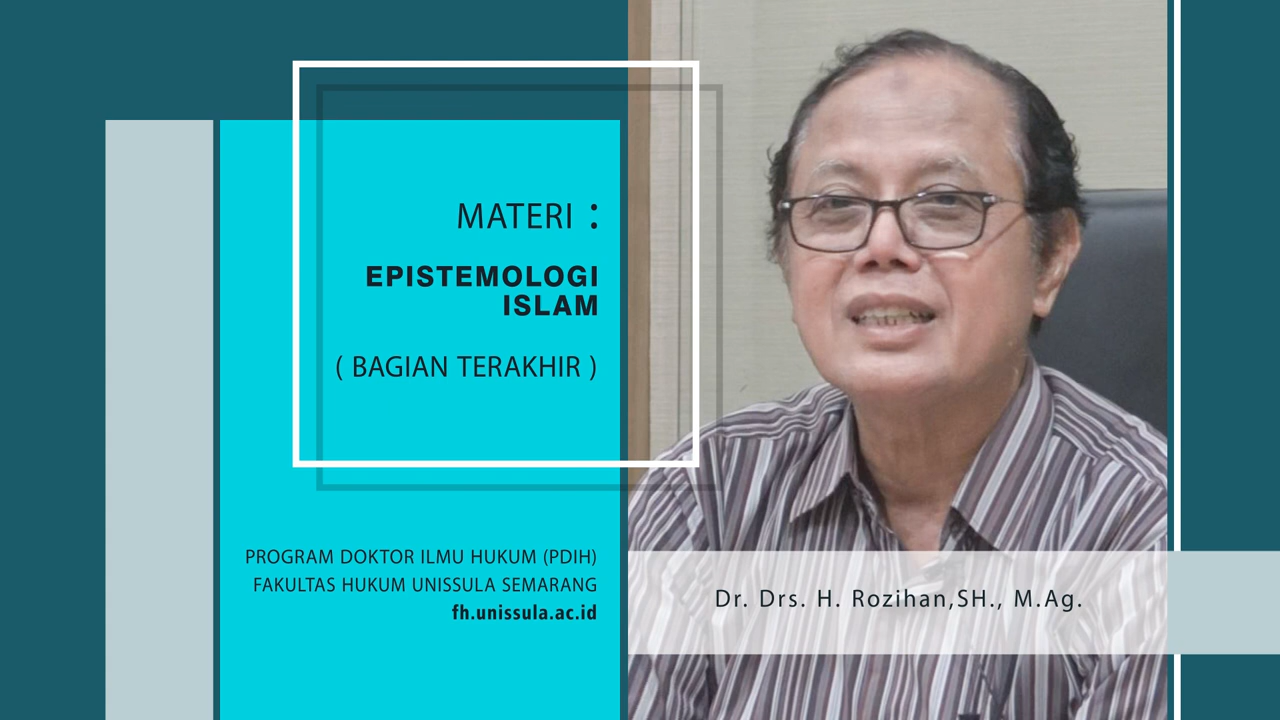 MATERI :
EPISTEMOLOGI
ISLAM
( BAGIAN TERAKHIR )
PROGRAM DOKTOR ILMU HUKUM (PDIH)
FAKULTAS HUKUM UNISSULA SEMARANG
fh.unissula.ac.id
Dr. Drs. H. Rozihan,SH., M.Ag.